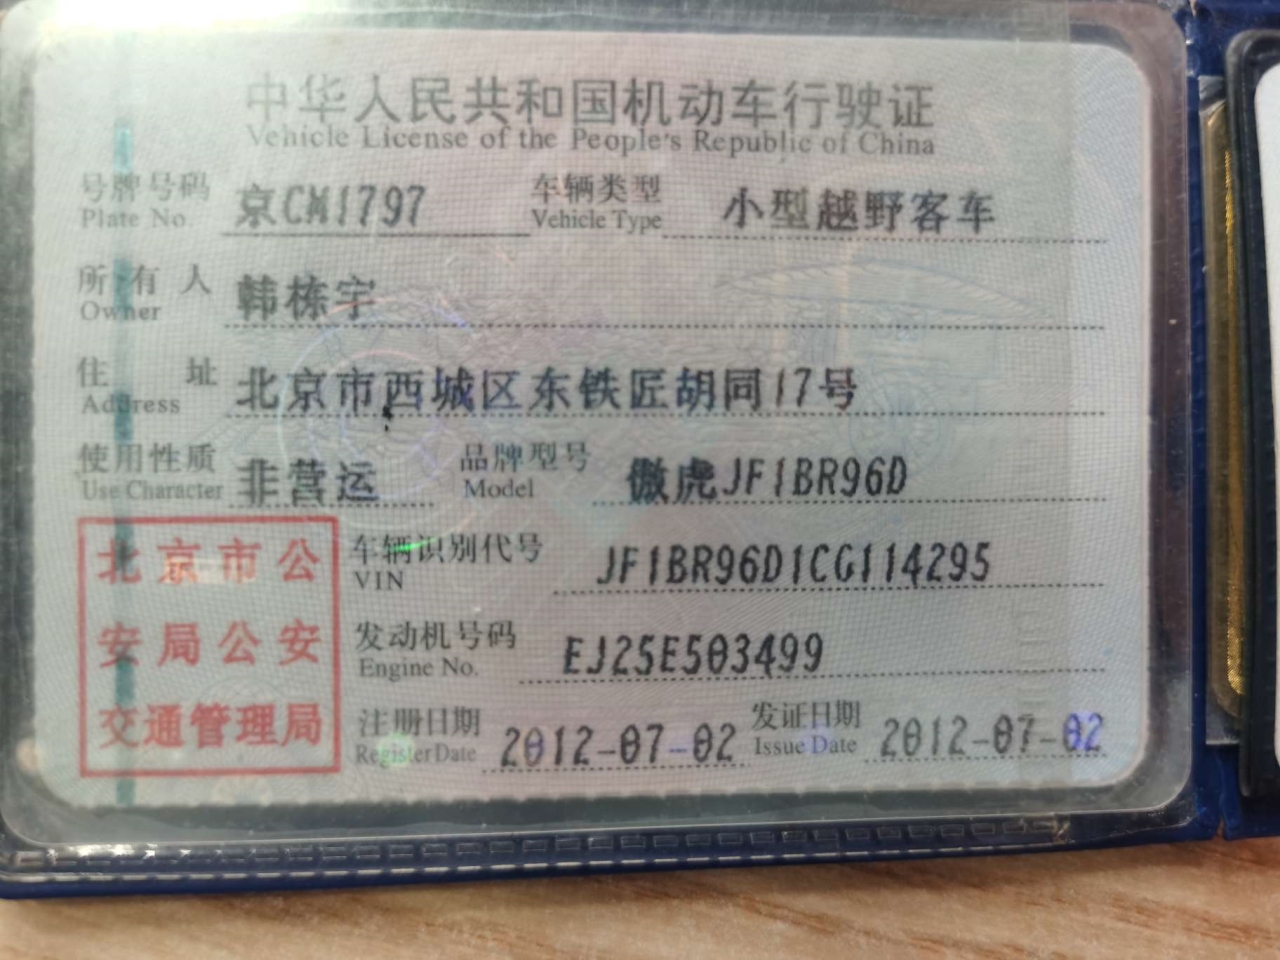 中华人民共和国机动车行驶证
Vehicle License of the People's Republic of China
号牌号码 京CM1797 车辆类型 小型越野客车
Plate No. Vehicle Type
所有人 韩栋宇
Owner
住址 北京市西城区东铁匠胡同17号
Address
使用性质 非营运 品牌型号 傲虎JF1BR96D
Use Character Model
北京市公
安局公安
交通管理局
车辆识别代号 JF1BR96D1CG114295
VIN
发动机号码 EJ25E503499
Engine No.
注册日期 2012-07-02 发证日期 2012-07-02
Register Date Issue Date